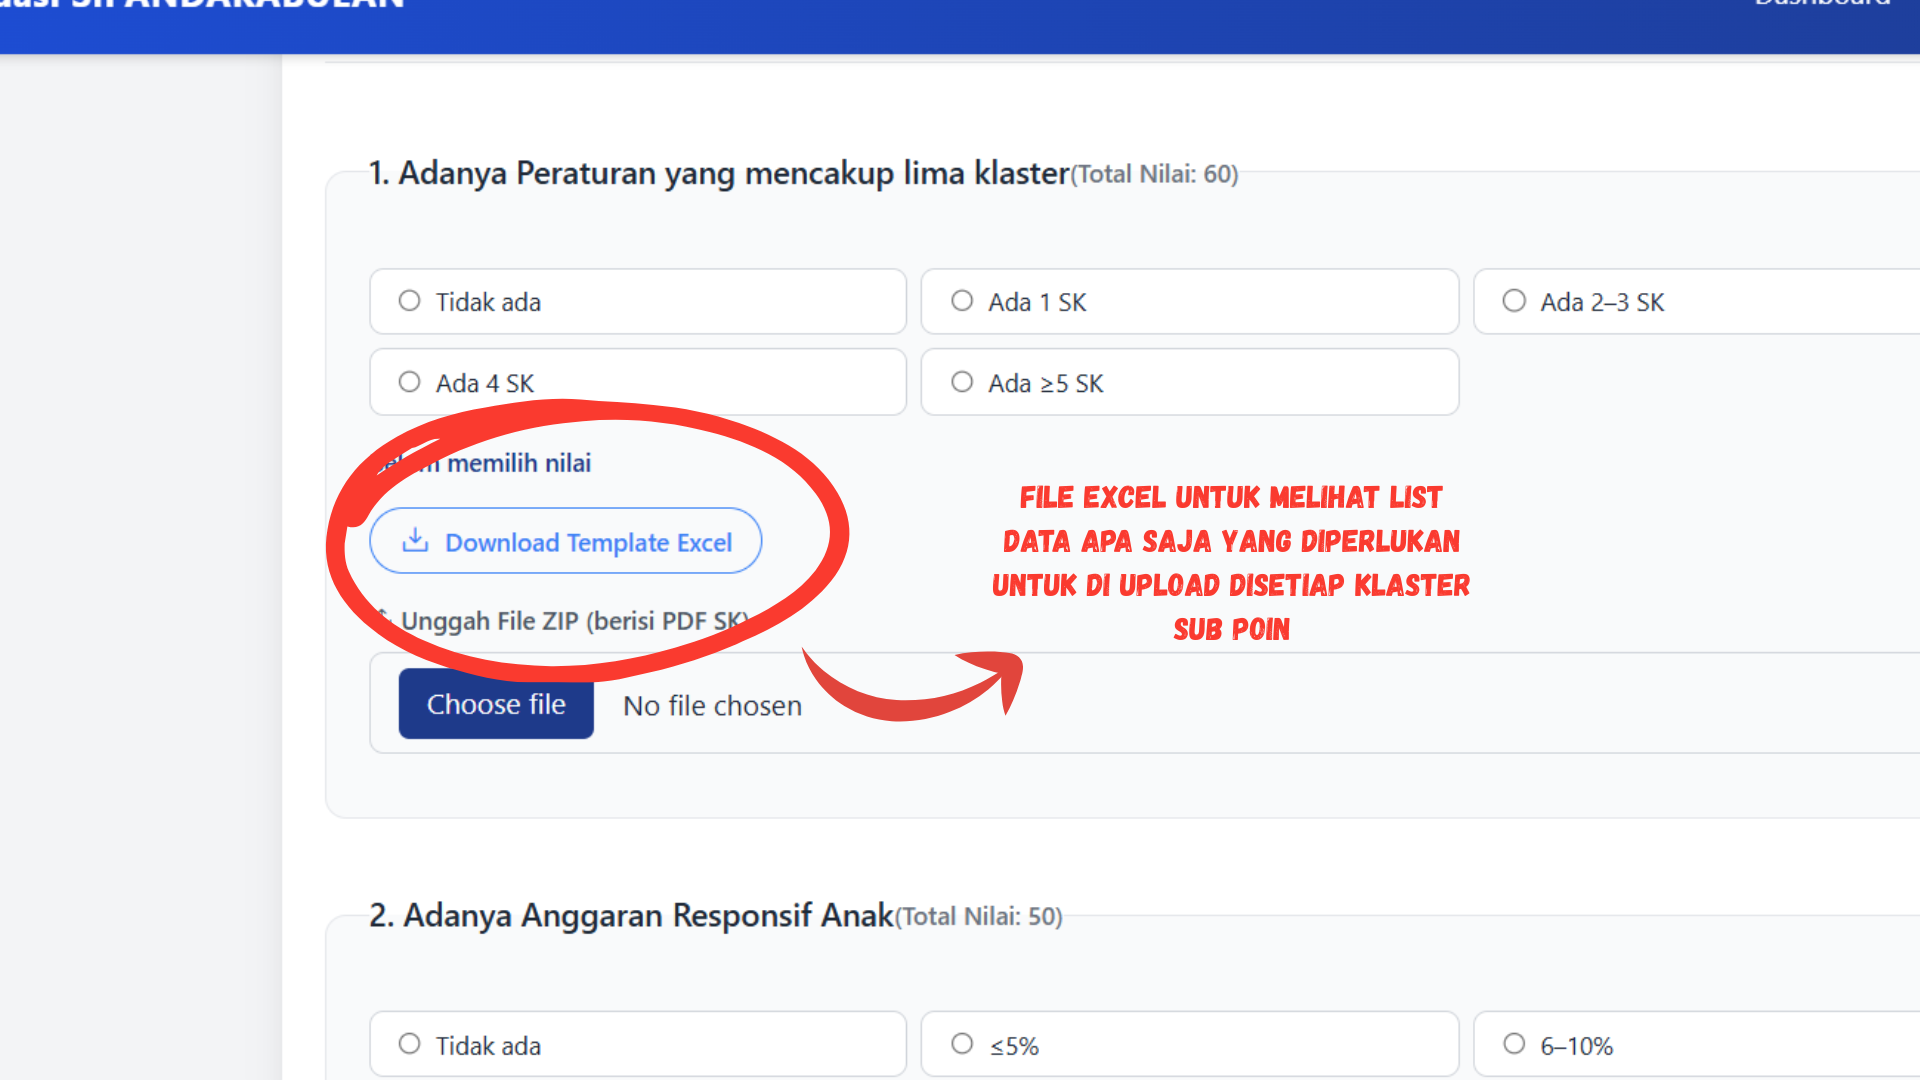 ANDARABULAN
Dashboard
1. Adanya Peraturan yang mencakup lima klaster(Total Nilai: 60)
Tidak ada
Ada 1 SK
Ada 2–3 SK
Ada 4 SK
Ada ≥5 SK
memilih nilai
Download Template Excel
FILE EXCEL UNTUK MELIHAT LIST
DATA APA SAJA YANG DIPERLUKAN
UNTUK DI UPLOAD DISETIAP KLASTER
SUB POIN
Unggah File ZIP (berisi PDF SK)
Choose file
No file chosen
2. Adanya Anggaran Responsif Anak(Total Nilai: 50)
Tidak ada
≤5%
6–10%